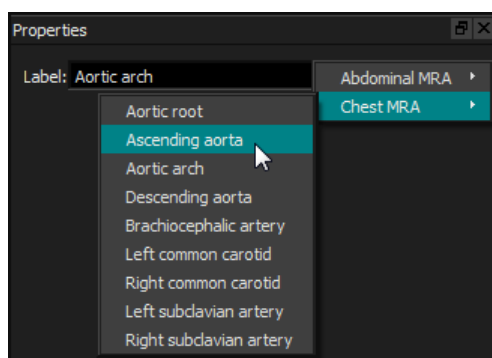 Properties
Label: Aortic arch
Abdominal MRA
Chest MRA
Aortic root
Ascending aorta
Aortic arch
Descending aorta
Brachiocephalic artery
Left common carotid
Right common carotid
Left subclavian artery
Right subclavian artery